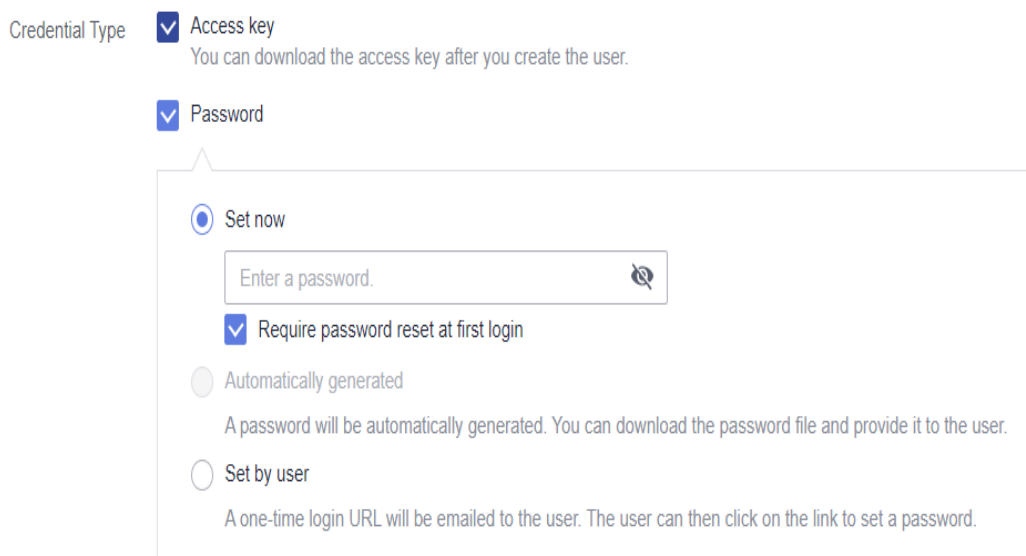 Credential Type
Access key
You can download the access key after you create the user.
Password
Set now
Enter a password.
Require password reset at first login
Automatically generated
A password will be automatically generated. You can download the password file and provide it to the user.
Set by user
A one-time login URL will be emailed to the user. The user can then click on the link to set a password.